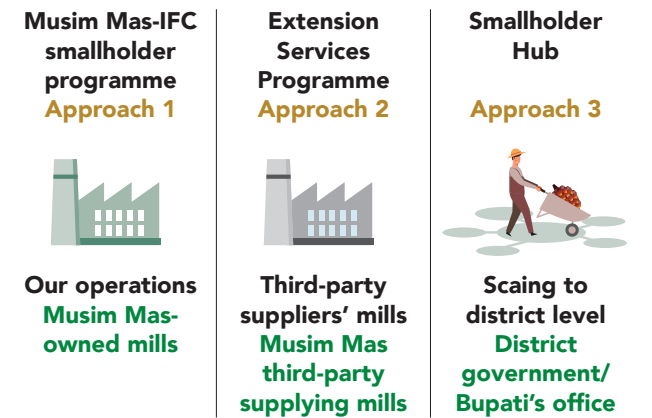 Musim Mas-IFC
smallholder
programme
Approach 1
Our operations
Musim Mas-
owned mills
Extension
Services
Programme
Approach 2
Third-party
suppliers’ mills
Musim Mas
third-party
supplying mills
Smallholder
Hub
Approach 3
Scaing to
district level
District
government/
Bupati’s office